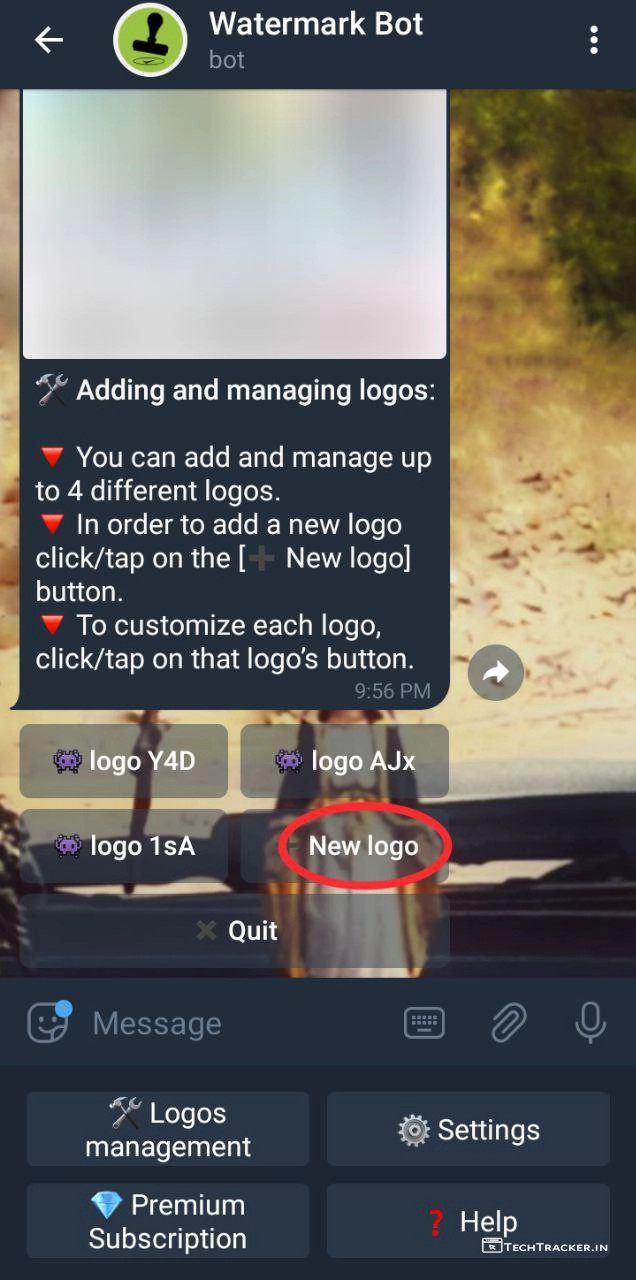 Watermark Bot
bot
🛠 Adding and managing logos:
🔻 You can add and manage up
to 4 different logos.
🔻 In order to add a new logo
click/tap on the [➕ New logo]
button.
🔻 To customize each logo,
click/tap on that logo’s button.
9:56 PM
👾 logo Y4D
👾 logo AJx
👾 logo 1sA
New logo
✖ Quit
Message
🛠 Logos
management
⚙ Settings
💎 Premium
Subscription
❓ Help
TECHTRACKER.IN